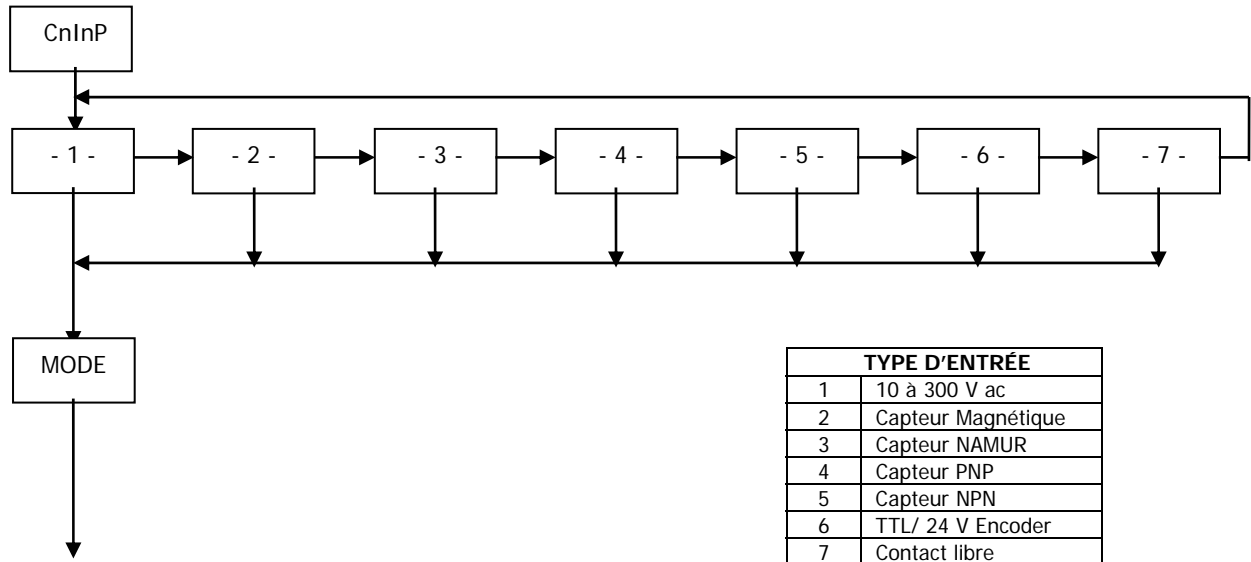 CnInP
- 1 - - 2 - - 3 - - 4 - - 5 - - 6 - - 7 -
MODE
TYPE D'ENTRÉE
1 10 à 300 V ac
2 Capteur Magnétique
3 Capteur NAMUR
4 Capteur PNP
5 Capteur NPN
6 TTL/ 24 V Encoder
7 Contact libre